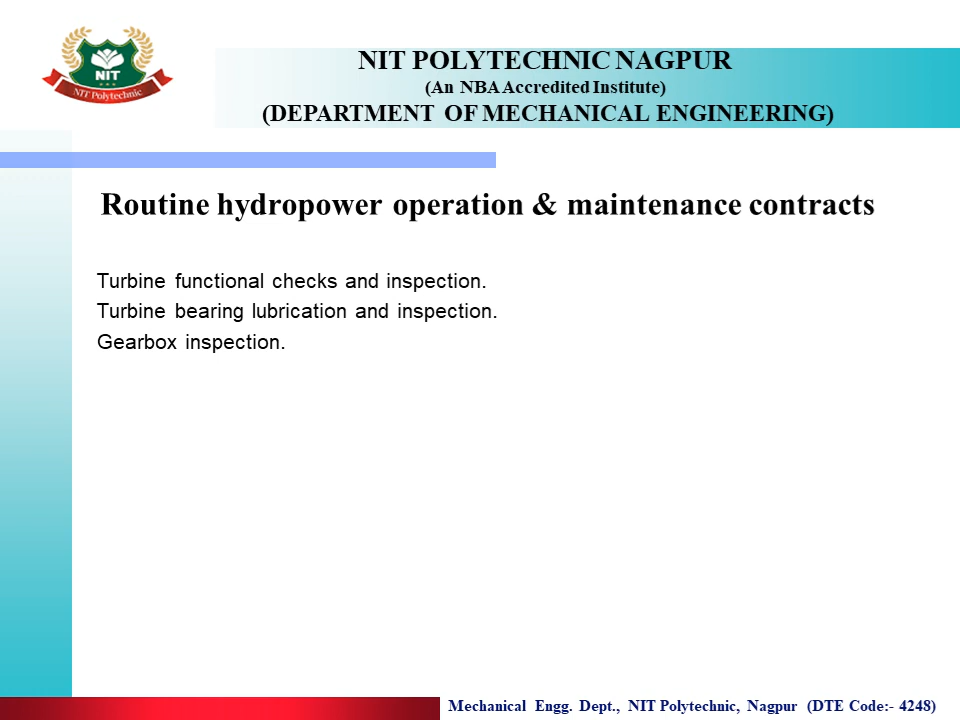 NIT
NIT Polytechnic
NIT POLYTECHNIC NAGPUR
(An NBA Accredited Institute)
(DEPARTMENT OF MECHANICAL ENGINEERING)
Routine hydropower operation & maintenance contracts
Turbine functional checks and inspection.
Turbine bearing lubrication and inspection.
Gearbox inspection.
Mechanical Engg. Dept., NIT Polytechnic, Nagpur (DTE Code:- 4248)